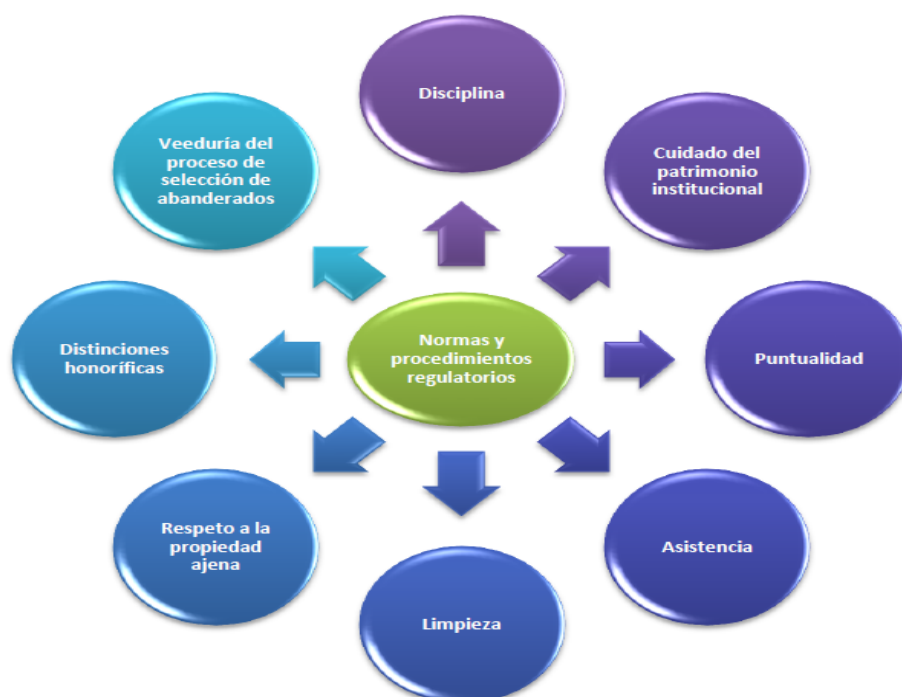 Disciplina
Cuidado del
patrimonio
institucional
Puntualidad
Asistencia
Limpieza
Respeto a la
propiedad
ajena
Distinciones
honoríficas
Veeduría del
proceso de
selección de
abanderados
Normas y
procedimientos
regulatorios